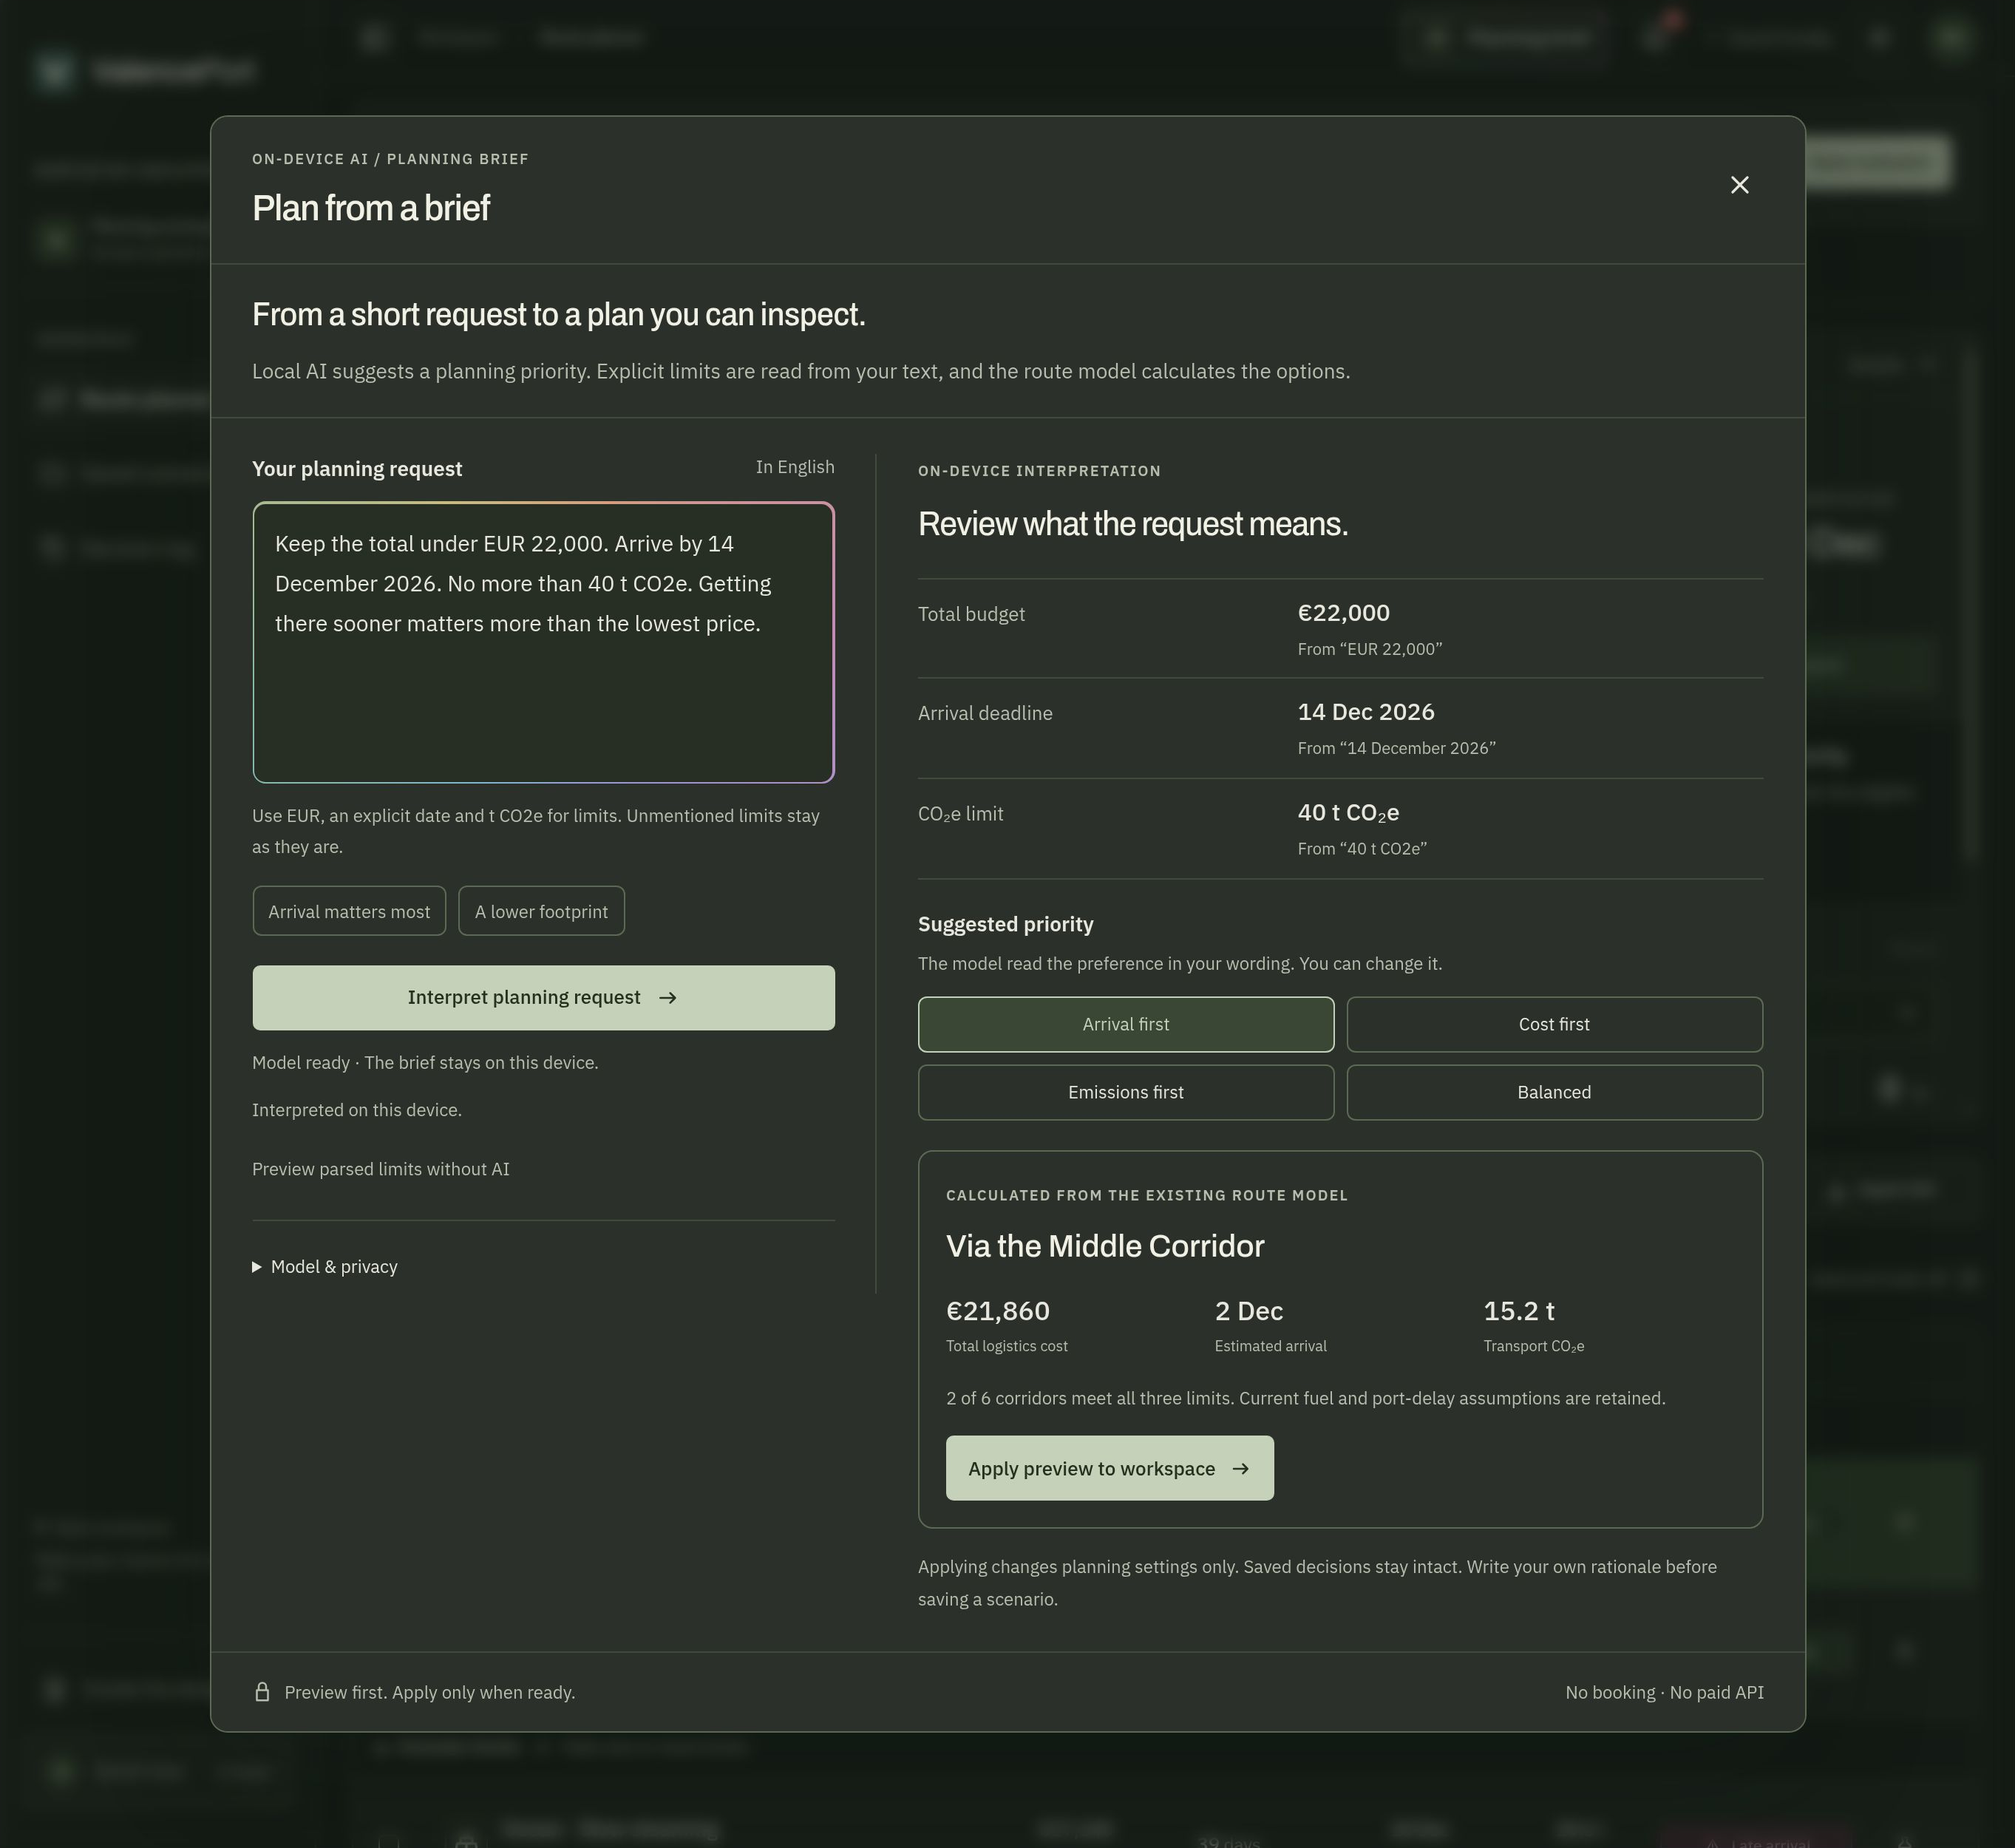 ON-DEVICE AI / PLANNING BRIEF
Plan from a brief
From a short request to a plan you can inspect.
Local AI suggests a planning priority. Explicit limits are read from your text, and the route model calculates the options.
Your planning request
In English
Keep the total under EUR 22,000. Arrive by 14
December 2026. No more than 40 t CO2e. Getting
there sooner matters more than the lowest price.
Use EUR, an explicit date and t CO2e for limits. Unmentioned limits stay
as they are.
Arrival matters most
A lower footprint
Interpret planning request →
Model ready · The brief stays on this device.
Interpreted on this device.
Preview parsed limits without AI
▶ Model & privacy
ON-DEVICE INTERPRETATION
Review what the request means.
Total budget
€22,000
From “EUR 22,000”
Arrival deadline
14 Dec 2026
From “14 December 2026”
CO₂e limit
40 t CO₂e
From “40 t CO2e”
Suggested priority
The model read the preference in your wording. You can change it.
Arrival first
Cost first
Emissions first
Balanced
CALCULATED FROM THE EXISTING ROUTE MODEL
Via the Middle Corridor
€21,860
2 Dec
15.2 t
Total logistics cost
Estimated arrival
Transport CO₂e
2 of 6 corridors meet all three limits. Current fuel and port-delay assumptions are retained.
Apply preview to workspace →
Applying changes planning settings only. Saved decisions stay intact. Write your own rationale before
saving a scenario.
Preview first. Apply only when ready.
No booking · No paid API
39 days
Late arrival